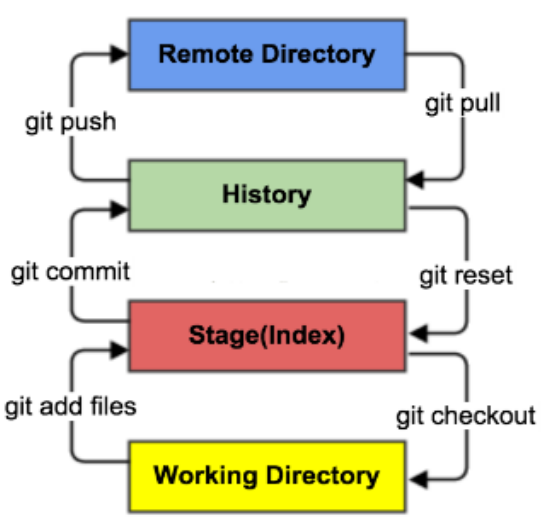 Remote Directory
git push
git pull
History
git commit
git reset
Stage(Index)
git add files
git checkout
Working Directory